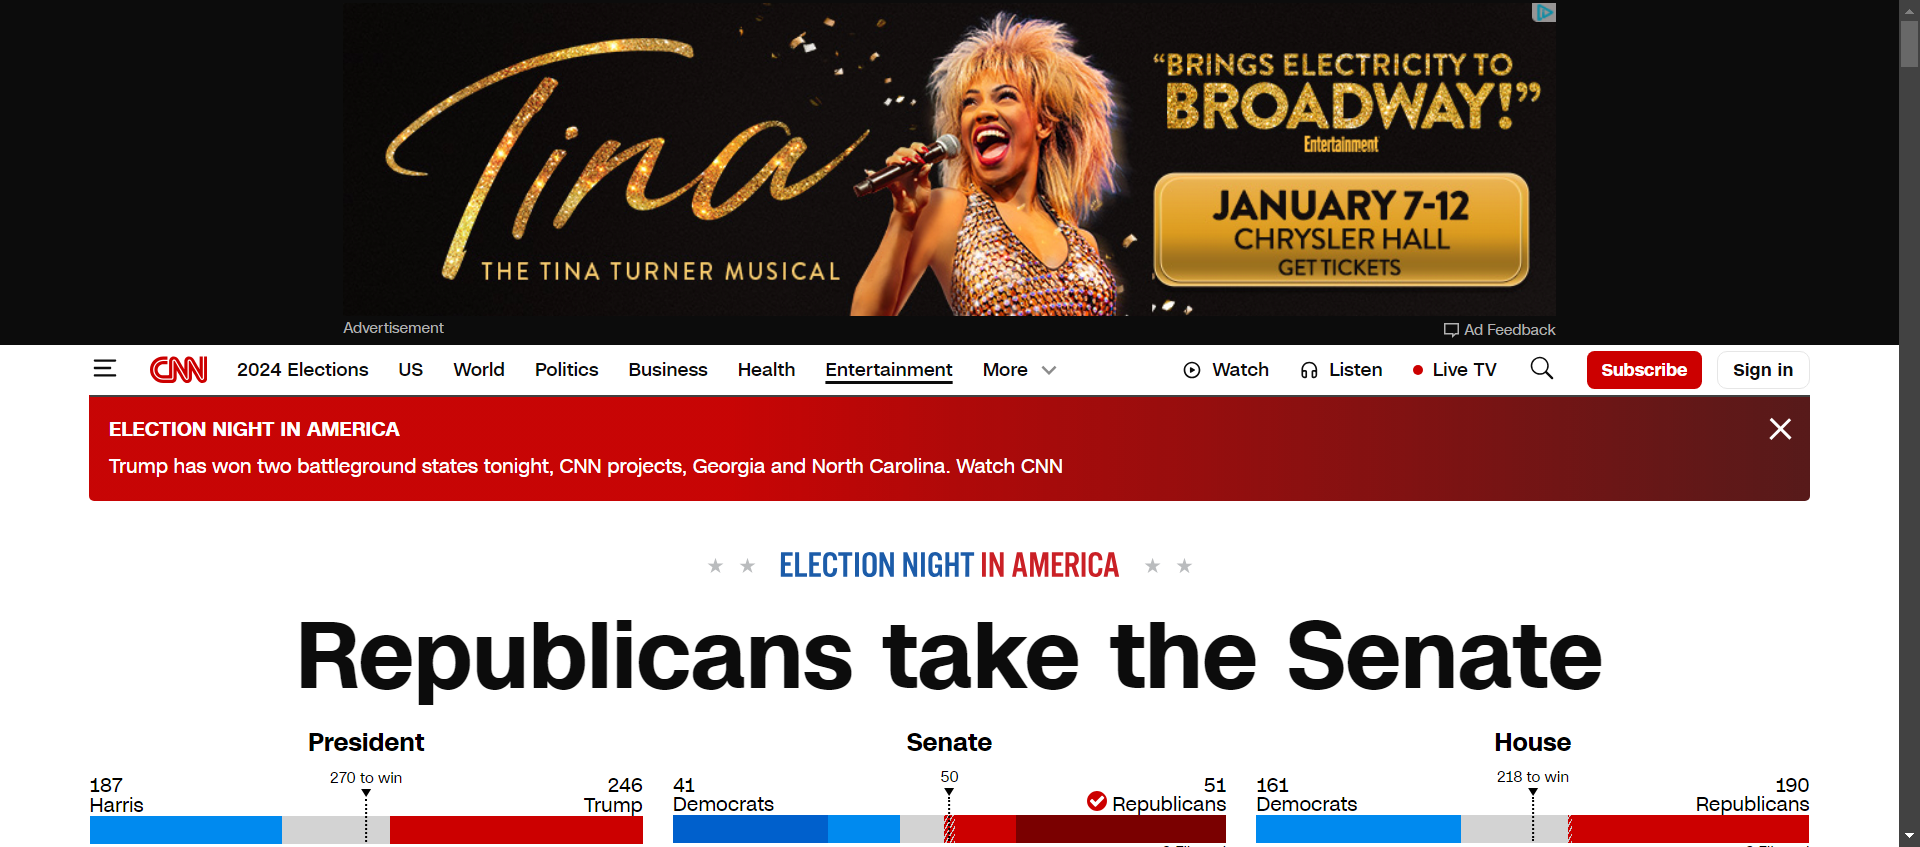 Tina
THE TINA TURNER MUSICAL
“BRINGS ELECTRICITY TO
BROADWAY!”
Entertainment
JANUARY 7-12
CHRYSLER HALL
GET TICKETS
Advertisement
Ad Feedback
CNN 2024 Elections US World Politics Business Health Entertainment More Watch Listen Live TV Subscribe Sign in
ELECTION NIGHT IN AMERICA
Trump has won two battleground states tonight, CNN projects, Georgia and North Carolina. Watch CNN
ELECTION NIGHT IN AMERICA
Republicans take the Senate
President
270 to win
187 246
Harris Trump
Senate
50
41 51
Democrats Republicans
House
218 to win
161 190
Democrats Republicans